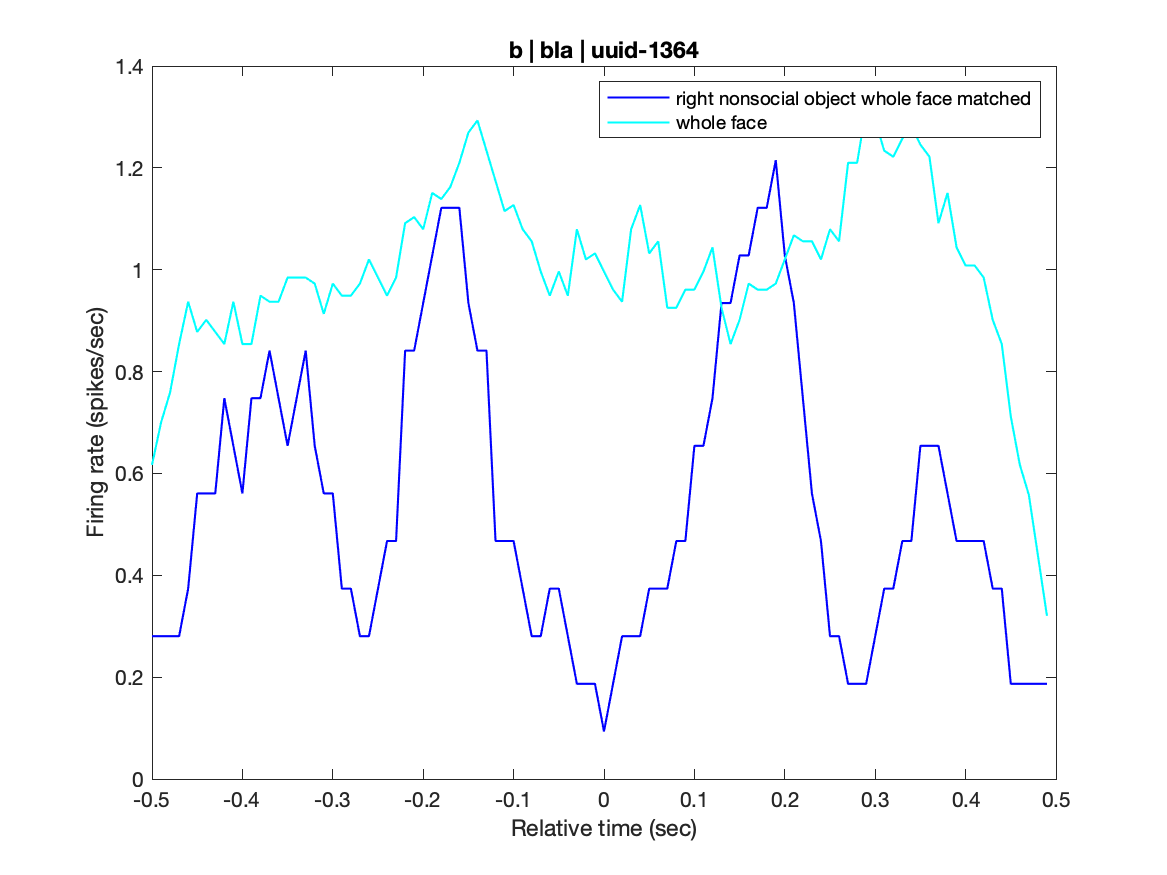 b | bla | uuid-1364
right nonsocial object whole face matched
whole face
1.4
1.2
1
0.8
0.6
0.4
0.2
0
Firing rate (spikes/sec)
-0.5 -0.4 -0.3 -0.2 -0.1 0 0.1 0.2 0.3 0.4 0.5
Relative time (sec)